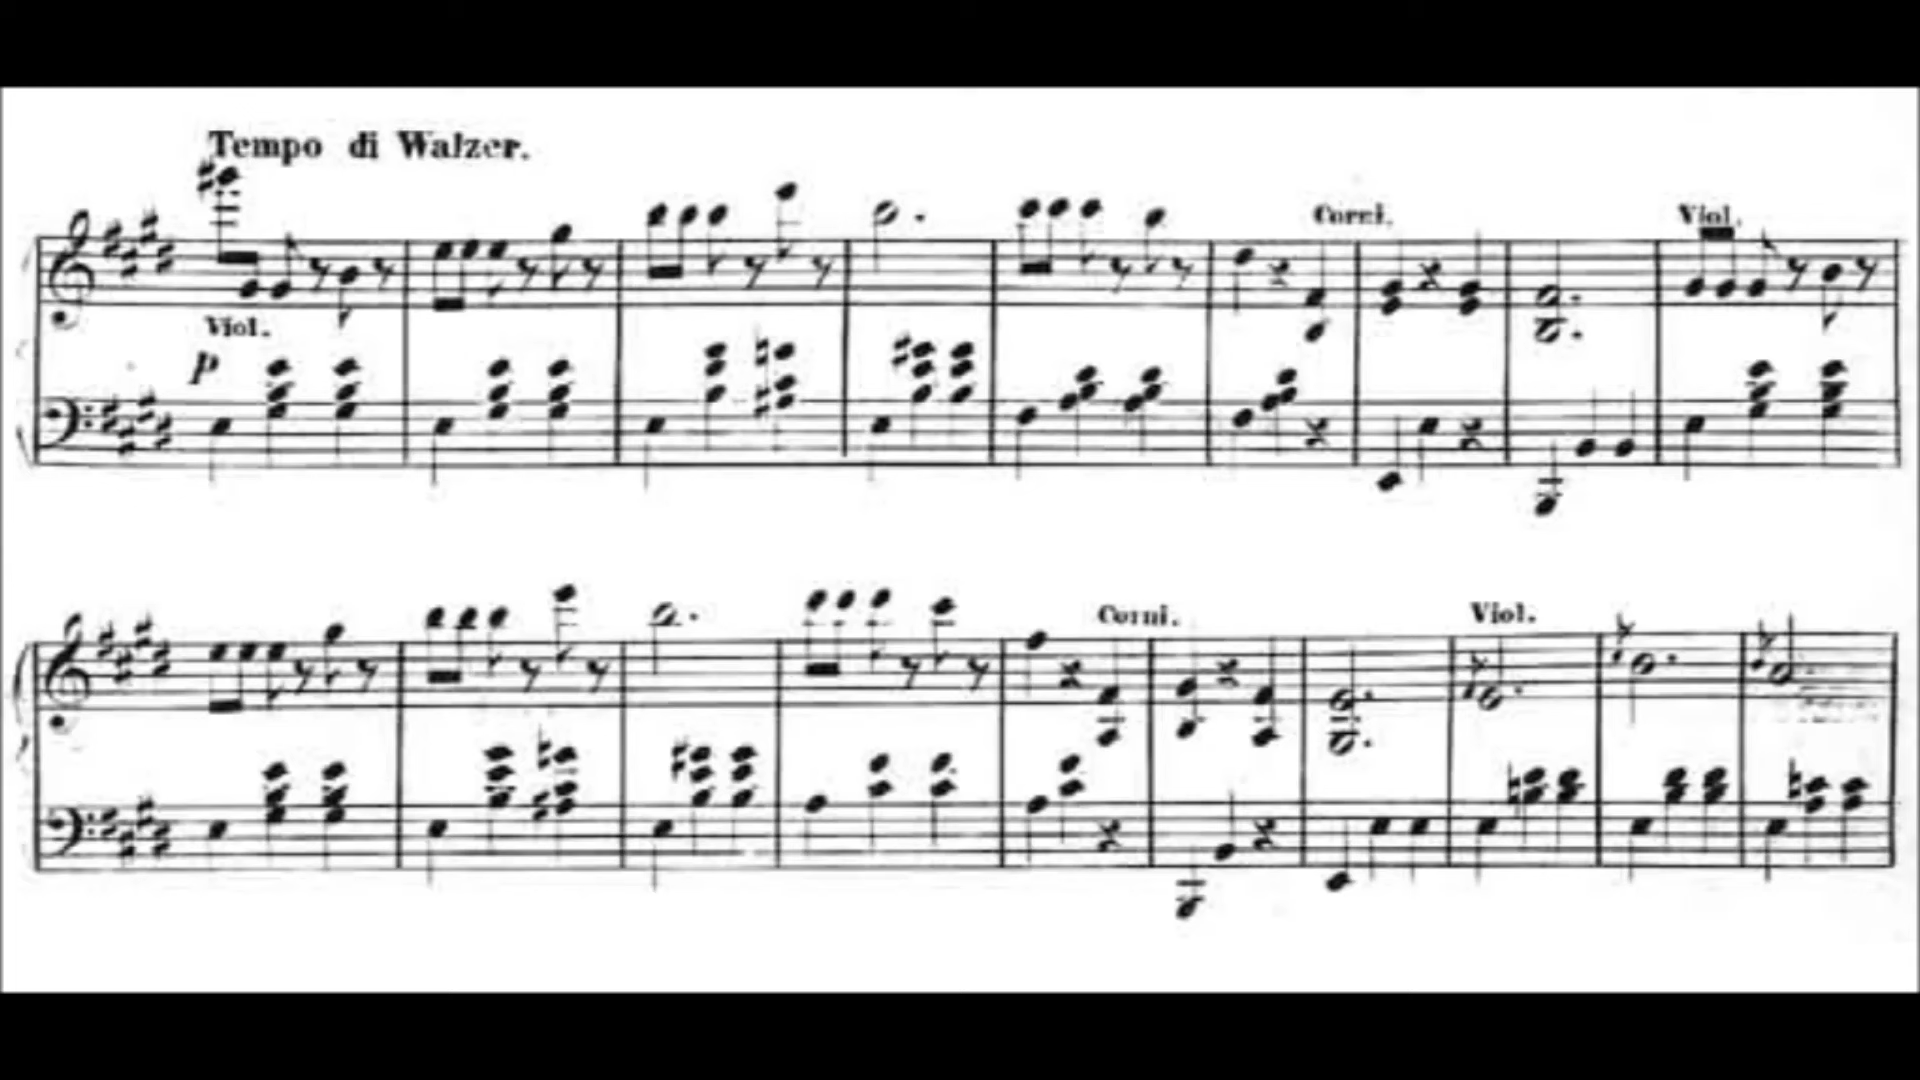 Tempo di Walzer.
Corni.
Viol.
Viol.
p
Corni.
Viol.